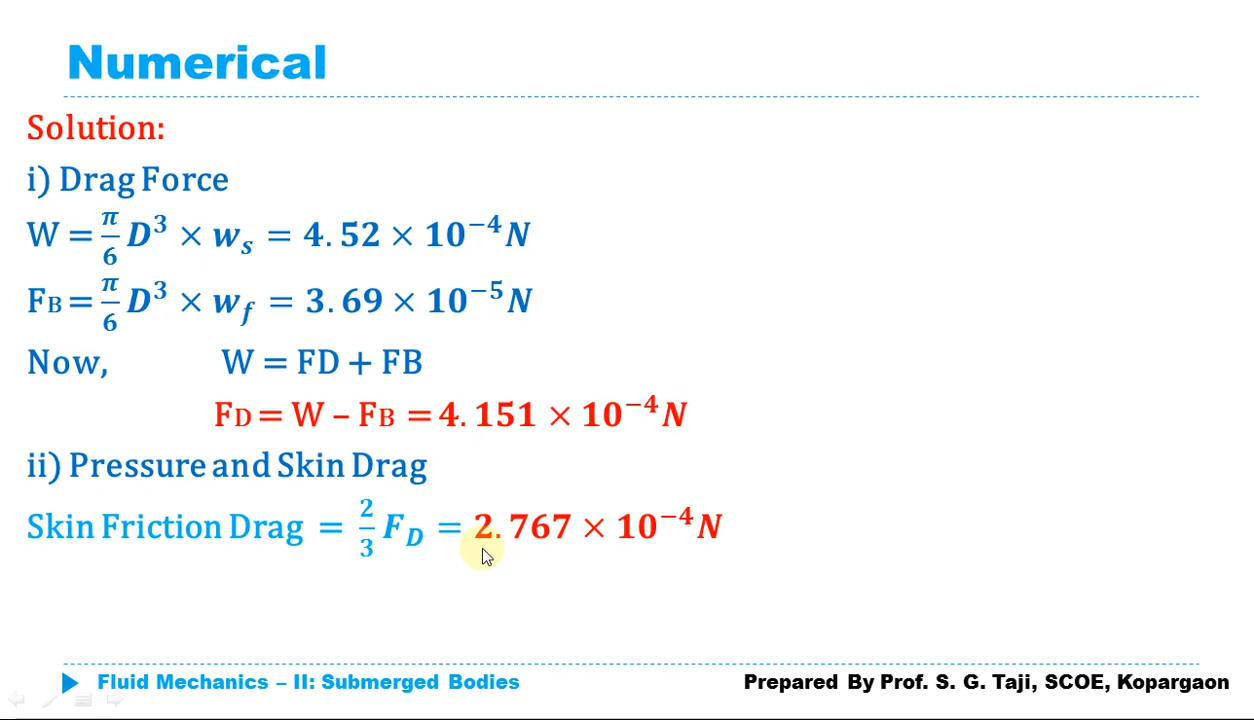 Numerical
Solution:
i) Drag Force
W = π/6 D³ × wₛ = 4.52 × 10⁻⁴ N
FB = π/6 D³ × w_f = 3.69 × 10⁻⁵ N
Now, W = FD + FB
FD = W – FB = 4.151 × 10⁻⁴ N
ii) Pressure and Skin Drag
Skin Friction Drag = 2/3 F_D = 2.767 × 10⁻⁴ N
Fluid Mechanics – II: Submerged Bodies Prepared By Prof. S. G. Taji, SCOE, Kopargaon